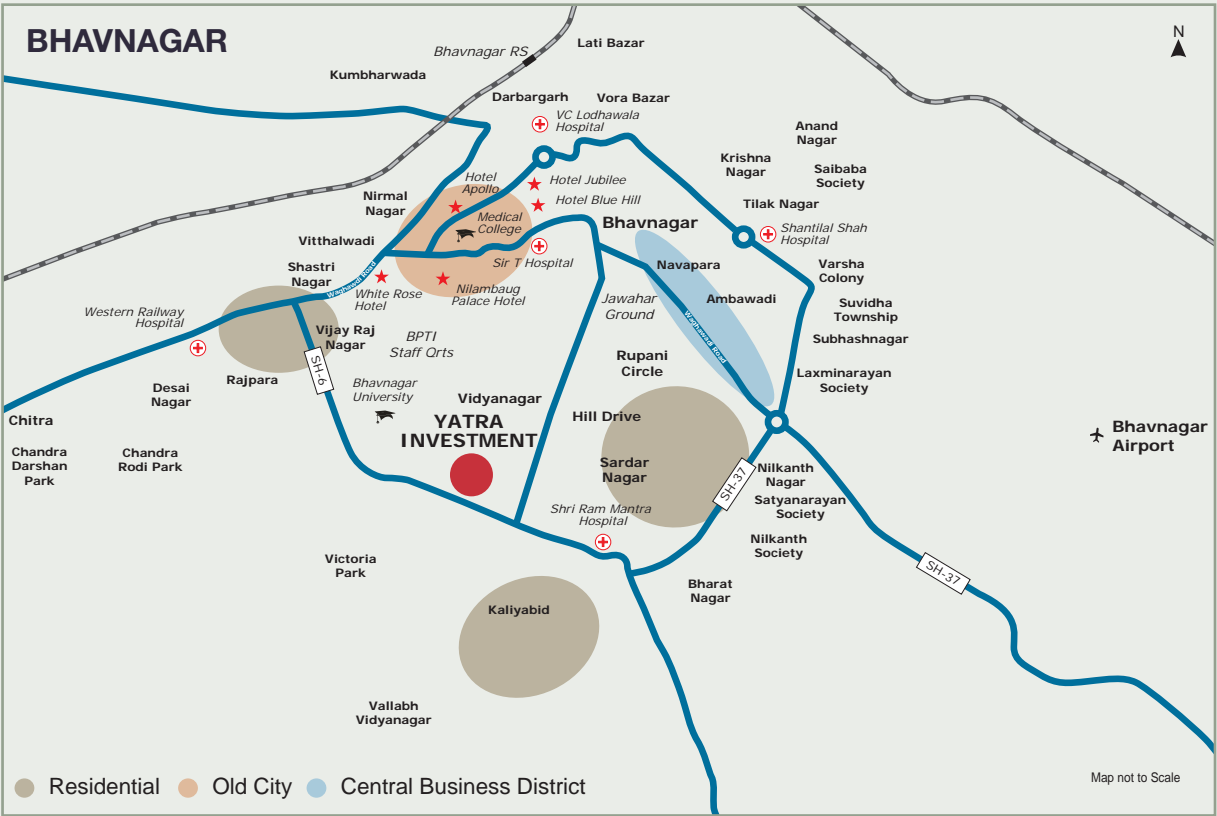 BHAVNAGAR
N
Bhavnagar RS
Lati Bazar
Kumbharwada
Darbargarh
Vora Bazar
VC Lodhawala
Hospital
Anand
Nagar
Krishna
Nagar
Saibaba
Society
Hotel
Apollo
Hotel Jubilee
Hotel Blue Hill
Nirmal
Nagar
Tilak Nagar
Medical
College
Bhavnagar
Shantilal Shah
Hospital
Vitthalwadi
Sir T Hospital
Navapara
Varsha
Colony
Shastri
Nagar
Waghawadi Road
White Rose
Hotel
Nilambaug
Palace Hotel
Jawahar
Ground
Ambawadi
Suvidha
Township
Western Railway
Hospital
Vijay Raj
Nagar
BPTI
Staff Qrts
Waghawadi Road
Subhashnagar
Rupani
Circle
SH-6
Laxminarayan
Society
Desai
Nagar
Rajpara
Bhavnagar
University
Vidyanagar
Chitra
YATRA
INVESTMENT
Hill Drive
Bhavnagar
Airport
Chandra
Darshan
Park
Chandra
Rodi Park
Sardar
Nagar
SH-37
Nilkanth
Nagar
Satyanarayan
Society
Shri Ram Mantra
Hospital
Nilkanth
Society
Victoria
Park
SH-37
Bharat
Nagar
Kaliyabid
Vallabh
Vidyanagar
Residential
Old City
Central Business District
Map not to Scale